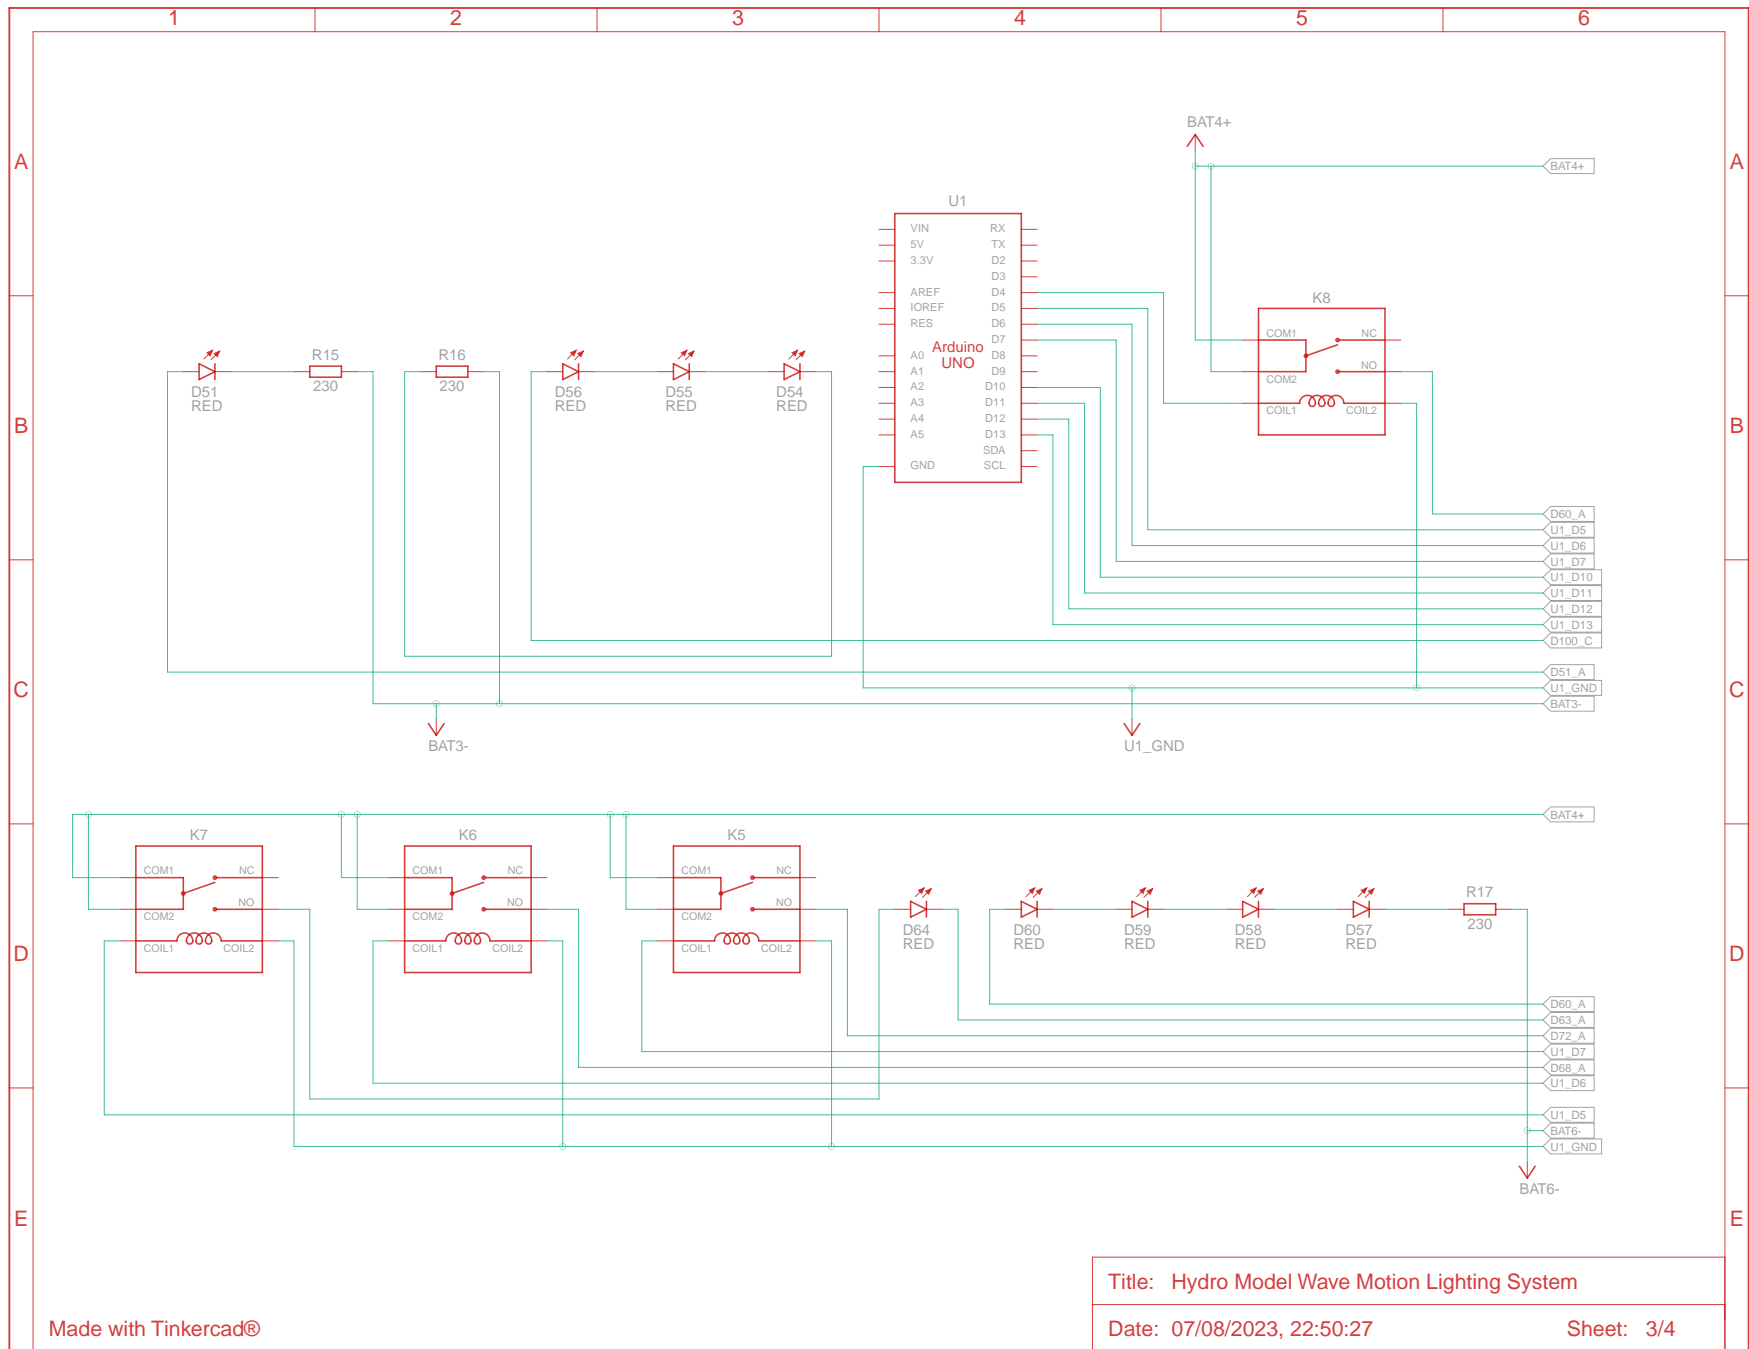 1 2 3 4 5 6
A A
B B
C C
D D
E E
BAT4+
BAT4+
U1
VIN RX
5V TX
3.3V D2
D3
AREF D4
IOREF D5
RES D6
D7
A0 D8
A1 D9
A2 D10
A3 D11
A4 D12
A5 D13
SDA
GND SCL
Arduino
UNO
K8
COM1 NC
COM2 NO
COIL1 COIL2
D51
RED
R15
230
R16
230
D56
RED
D55
RED
D54
RED
D60_A
U1_D5
U1_D6
U1_D7
U1_D10
U1_D11
U1_D12
U1_D13
D100_C
D51_A
U1_GND
BAT3-
BAT3-
U1_GND
BAT4+
K7
COM1 NC
COM2 NO
COIL1 COIL2
K6
COM1 NC
COM2 NO
COIL1 COIL2
K5
COM1 NC
COM2 NO
COIL1 COIL2
D64
RED
D60
RED
D59
RED
D58
RED
D57
RED
R17
230
D60_A
D63_A
D72_A
U1_D7
D68_A
U1_D6
U1_D5
BAT6-
U1_GND
BAT6-
Title: Hydro Model Wave Motion Lighting System
Made with Tinkercad®
Date: 07/08/2023, 22:50:27 Sheet: 3/4